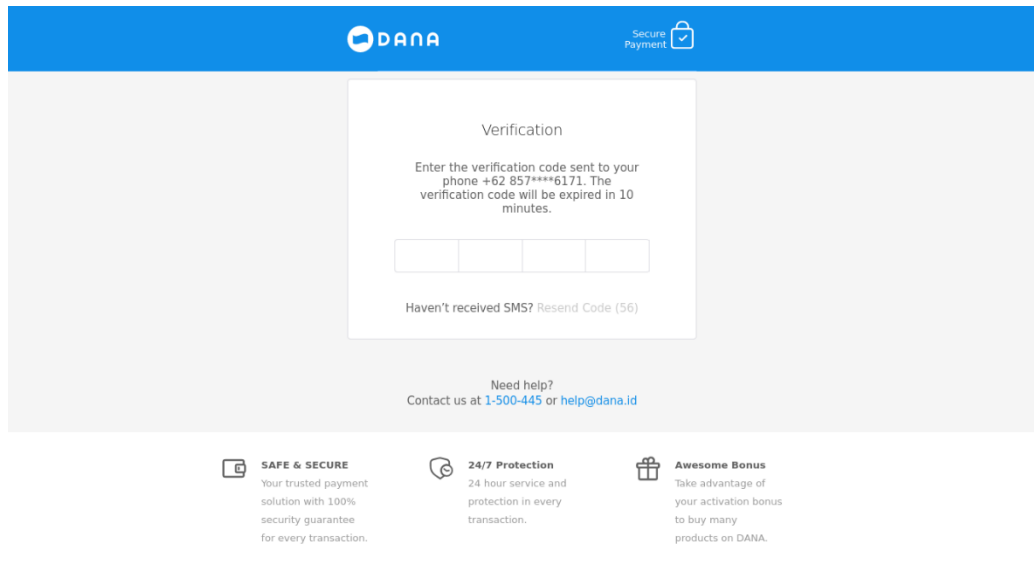 DANA
Secure
Payment
Verification
Enter the verification code sent to your
phone +62 857****6171. The
verification code will be expired in 10
minutes.
Haven't received SMS? Resend Code (56)
Need help?
Contact us at 1-500-445 or help@dana.id
SAFE & SECURE
Your trusted payment
solution with 100%
security guarantee
for every transaction.
24/7 Protection
24 hour service and
protection in every
transaction.
Awesome Bonus
Take advantage of
your activation bonus
to buy many
products on DANA.